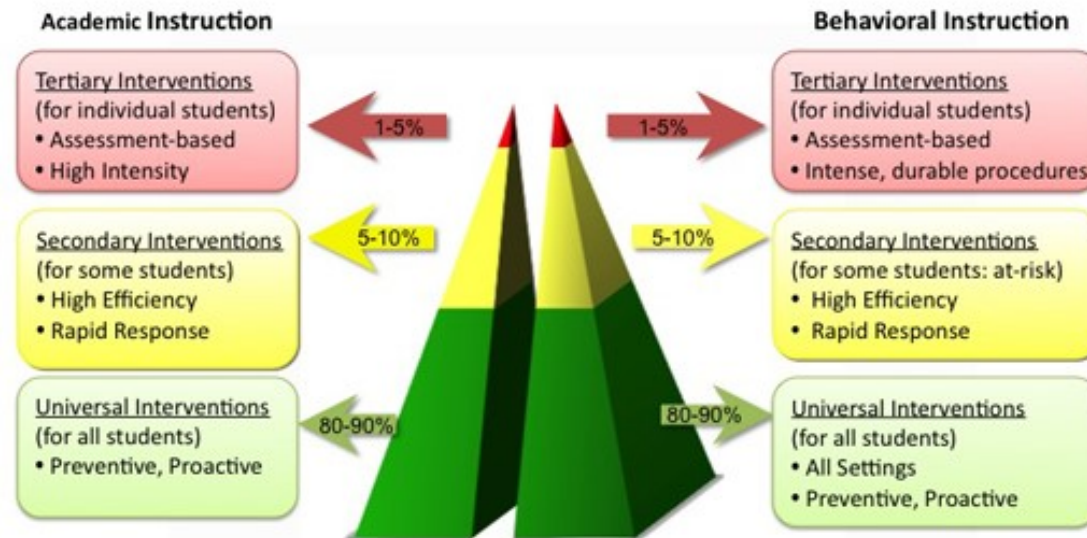 Academic Instruction
Tertiary Interventions
(for individual students)
• Assessment-based
• High Intensity
1-5%
Secondary Interventions
(for some students)
• High Efficiency
• Rapid Response
5-10%
Universal Interventions
(for all students)
• Preventive, Proactive
80-90%
Behavioral Instruction
1-5%
Tertiary Interventions
(for individual students)
• Assessment-based
• Intense, durable procedures
5-10%
Secondary Interventions
(for some students: at-risk)
• High Efficiency
• Rapid Response
80-90%
Universal Interventions
(for all students)
• All Settings
• Preventive, Proactive